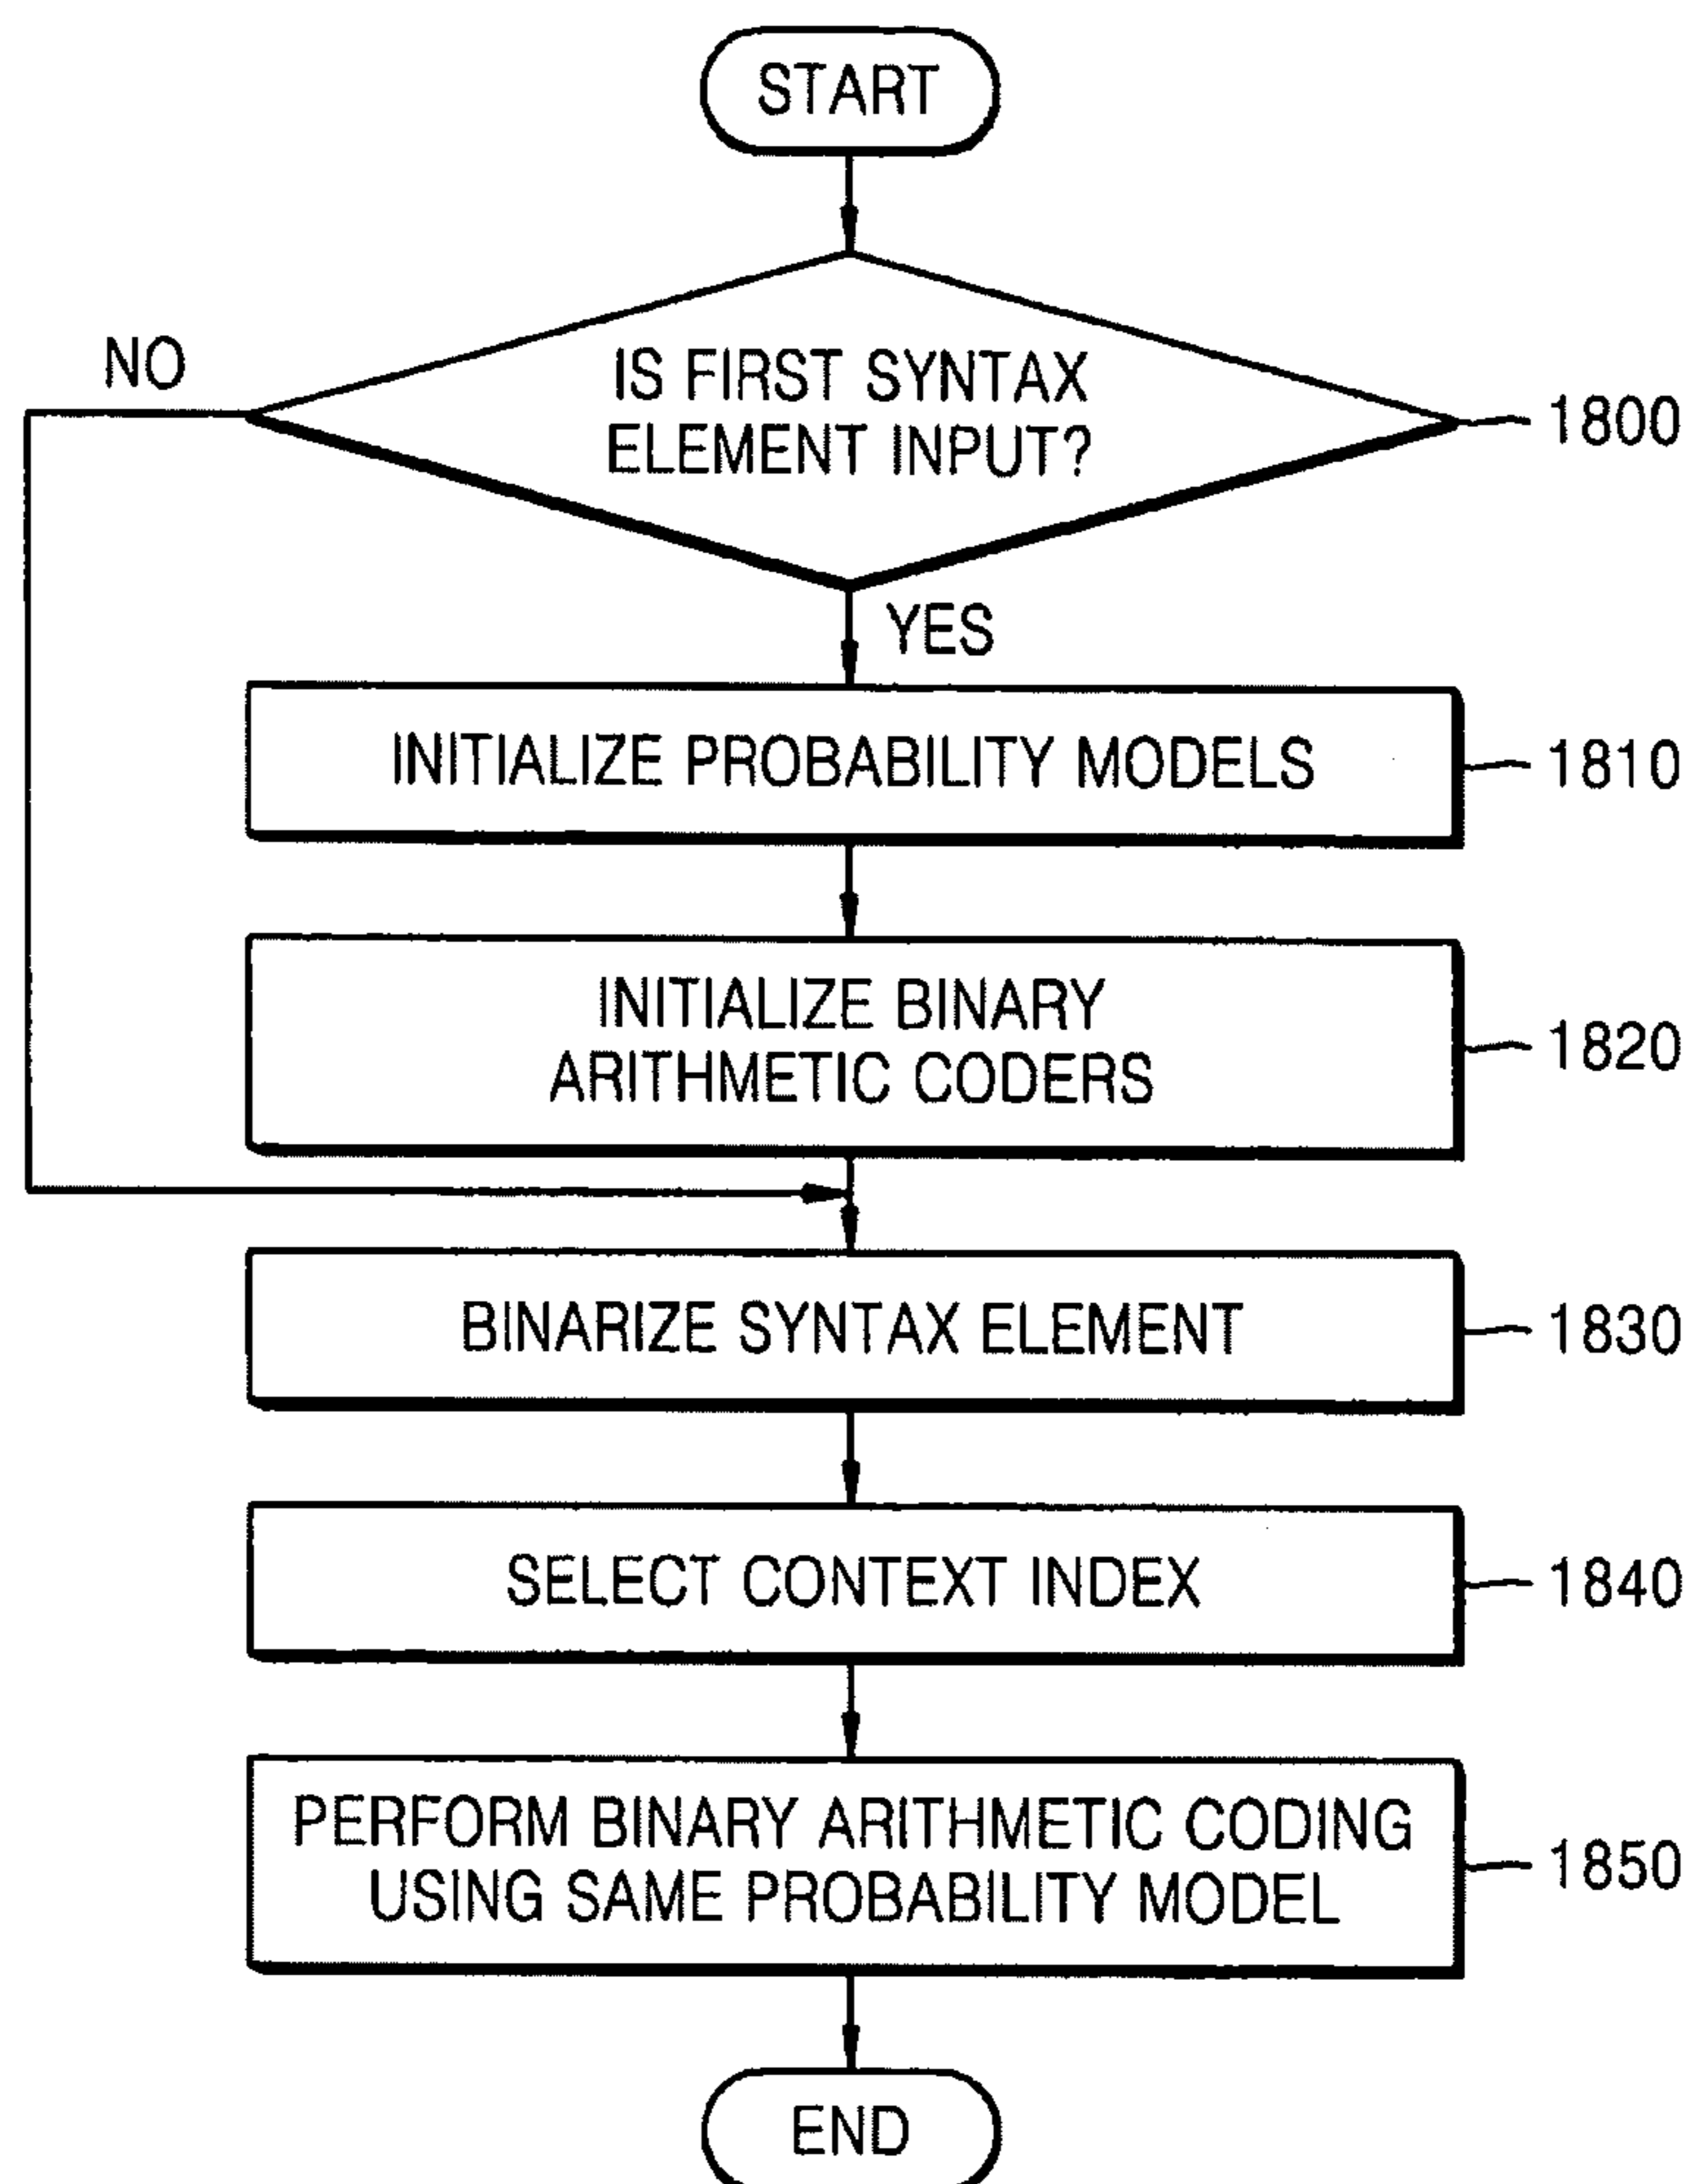 START
NO
IS FIRST SYNTAX
ELEMENT INPUT?
1800
YES
INITIALIZE PROBABILITY MODELS
1810
INITIALIZE BINARY
ARITHMETIC CODERS
1820
BINARIZE SYNTAX ELEMENT
1830
SELECT CONTEXT INDEX
1840
PERFORM BINARY ARITHMETIC CODING
USING SAME PROBABILITY MODEL
1850
END